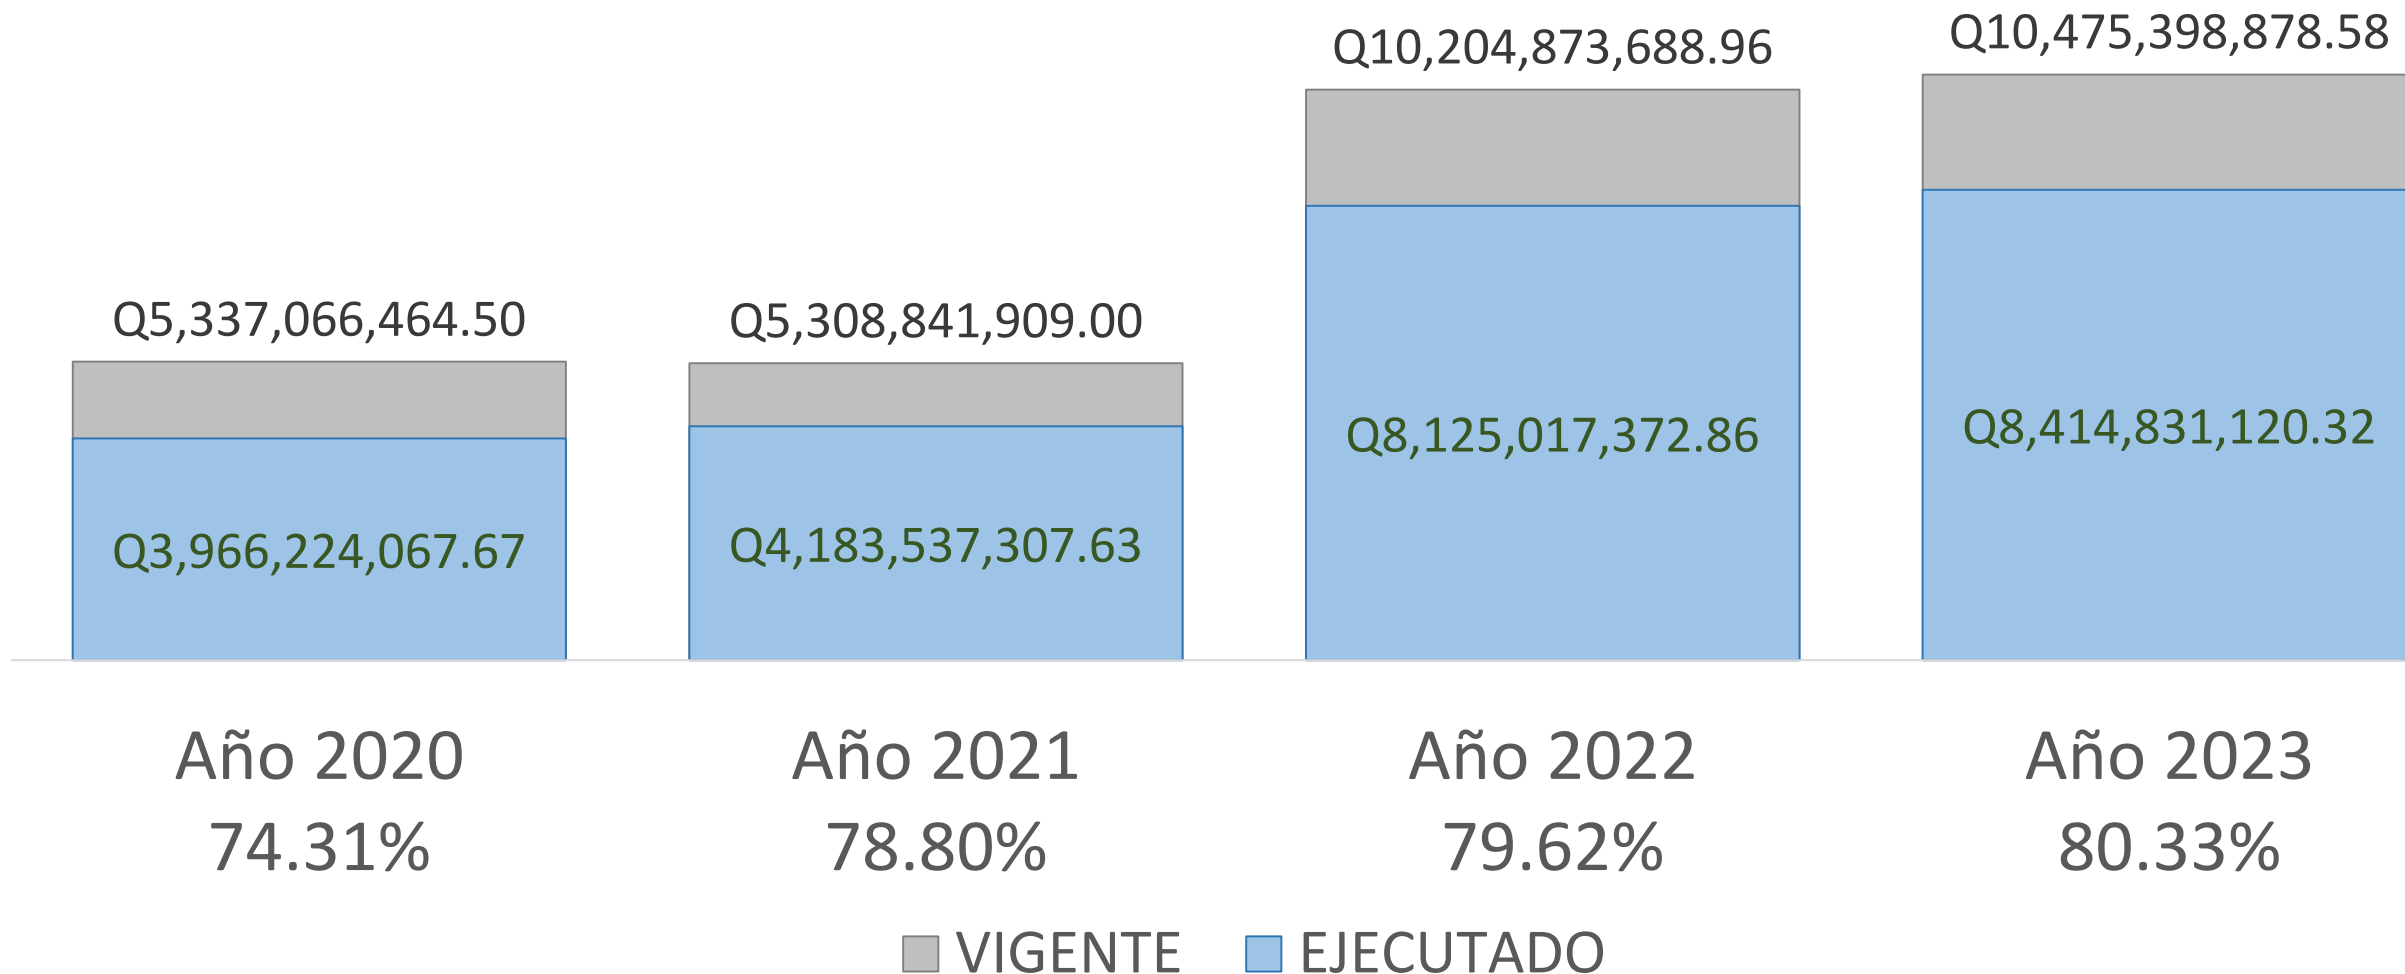 Q5,337,066,464.50
Q5,308,841,909.00
Q10,204,873,688.96
Q10,475,398,878.58
Q3,966,224,067.67
Q4,183,537,307.63
Q8,125,017,372.86
Q8,414,831,120.32
Año 2020
74.31%
Año 2021
78.80%
Año 2022
79.62%
Año 2023
80.33%
VIGENTE
EJECUTADO